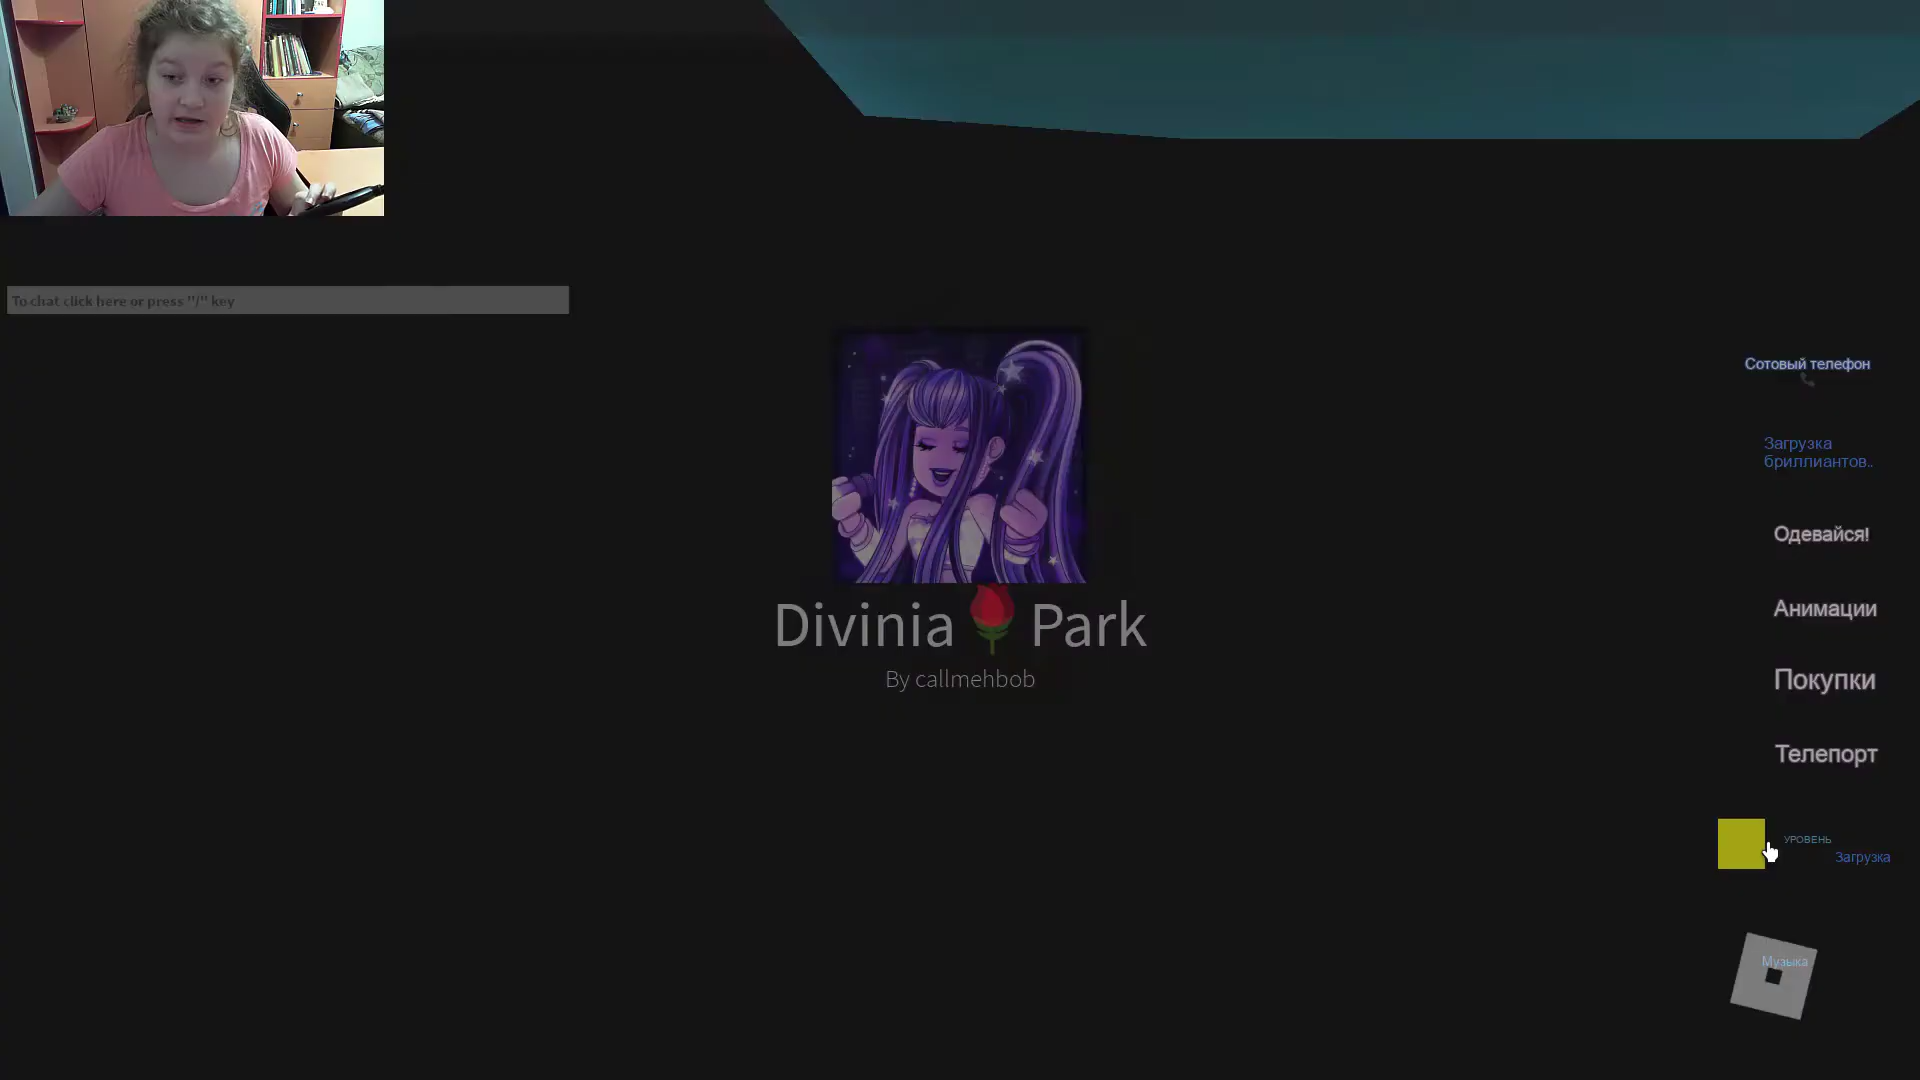 To chat click here or press "/" key
Divinia Park
By callmehbob
Сотовый телефон
Загрузка
бриллиантов..
Одевайся!
Анимации
Покупки
Телепорт
УРОВЕНЬ
Загрузка
Музыка